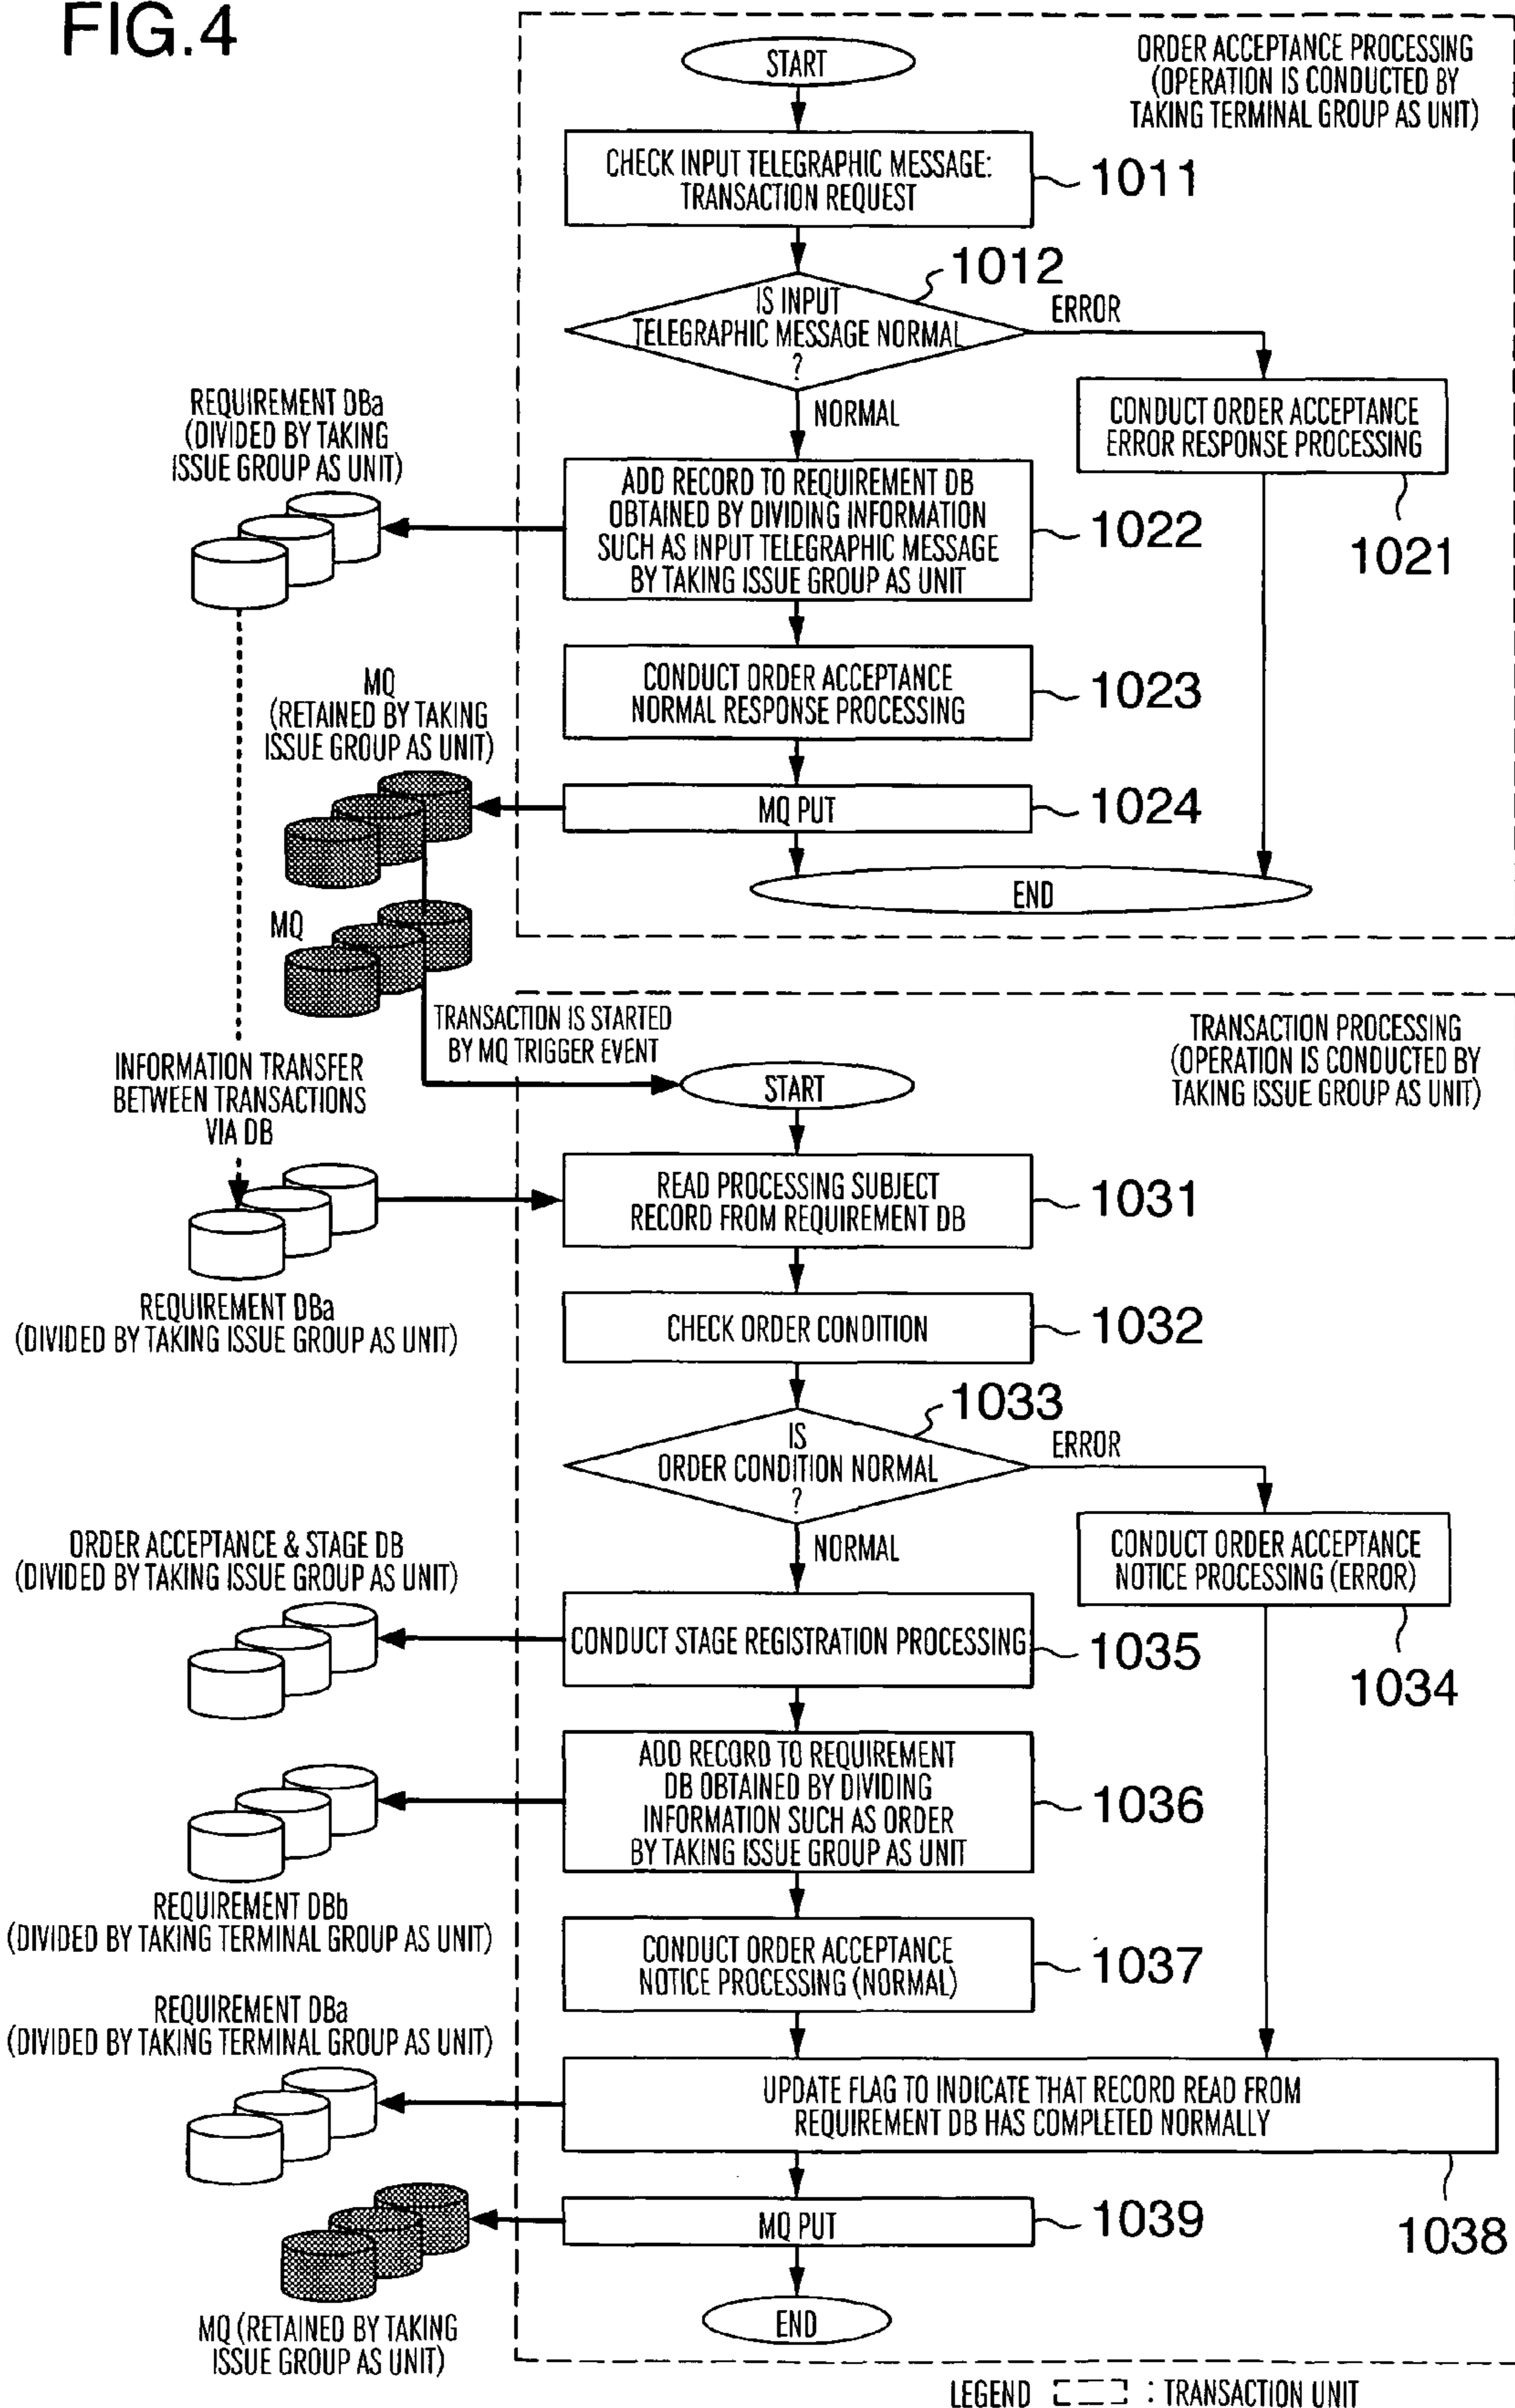 FIG.4
START
ORDER ACCEPTANCE PROCESSING
(OPERATION IS CONDUCTED BY
TAKING TERMINAL GROUP AS UNIT)
CHECK INPUT TELEGRAPHIC MESSAGE:
TRANSACTION REQUEST
1011
1012
IS INPUT
TELEGRAPHIC MESSAGE NORMAL
?
ERROR
NORMAL
CONDUCT ORDER ACCEPTANCE
ERROR RESPONSE PROCESSING
1021
REQUIREMENT DBa
(DIVIDED BY TAKING
ISSUE GROUP AS UNIT)
ADD RECORD TO REQUIREMENT DB
OBTAINED BY DIVIDING INFORMATION
SUCH AS INPUT TELEGRAPHIC MESSAGE
BY TAKING ISSUE GROUP AS UNIT
1022
CONDUCT ORDER ACCEPTANCE
NORMAL RESPONSE PROCESSING
1023
MQ
(RETAINED BY TAKING
ISSUE GROUP AS UNIT)
MQ PUT
1024
END
MQ
TRANSACTION IS STARTED
BY MQ TRIGGER EVENT
TRANSACTION PROCESSING
(OPERATION IS CONDUCTED BY
TAKING ISSUE GROUP AS UNIT)
INFORMATION TRANSFER
BETWEEN TRANSACTIONS
VIA DB
START
READ PROCESSING SUBJECT
RECORD FROM REQUIREMENT DB
1031
REQUIREMENT DBa
(DIVIDED BY TAKING ISSUE GROUP AS UNIT)
CHECK ORDER CONDITION
1032
1033
IS
ORDER CONDITION NORMAL
?
ERROR
NORMAL
CONDUCT ORDER ACCEPTANCE
NOTICE PROCESSING (ERROR)
1034
ORDER ACCEPTANCE & STAGE DB
(DIVIDED BY TAKING ISSUE GROUP AS UNIT)
CONDUCT STAGE REGISTRATION PROCESSING
1035
ADD RECORD TO REQUIREMENT
DB OBTAINED BY DIVIDING
INFORMATION SUCH AS ORDER
BY TAKING ISSUE GROUP AS UNIT
1036
REQUIREMENT DBb
(DIVIDED BY TAKING TERMINAL GROUP AS UNIT)
CONDUCT ORDER ACCEPTANCE
NOTICE PROCESSING (NORMAL)
1037
REQUIREMENT DBa
(DIVIDED BY TAKING TERMINAL GROUP AS UNIT)
UPDATE FLAG TO INDICATE THAT RECORD READ FROM
REQUIREMENT DB HAS COMPLETED NORMALLY
1038
MQ PUT
1039
END
MQ (RETAINED BY TAKING
ISSUE GROUP AS UNIT)
LEGEND : TRANSACTION UNIT